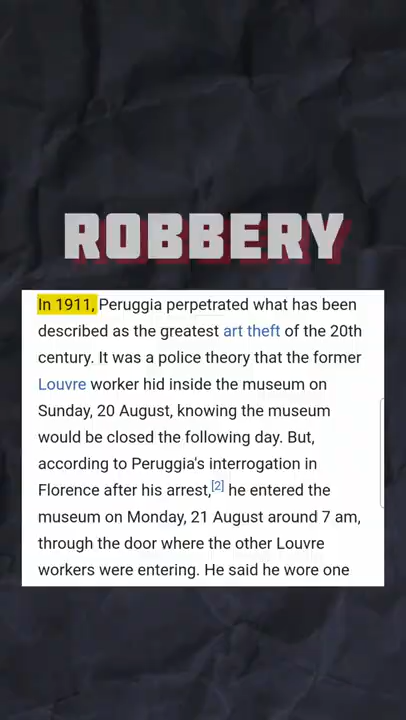 ROBBERY
In 1911, Peruggia perpetrated what has been
described as the greatest art theft of the 20th
century. It was a police theory that the former
Louvre worker hid inside the museum on
Sunday, 20 August, knowing the museum
would be closed the following day. But,
according to Peruggia's interrogation in
Florence after his arrest,[2] he entered the
museum on Monday, 21 August around 7 am,
through the door where the other Louvre
workers were entering. He said he wore one